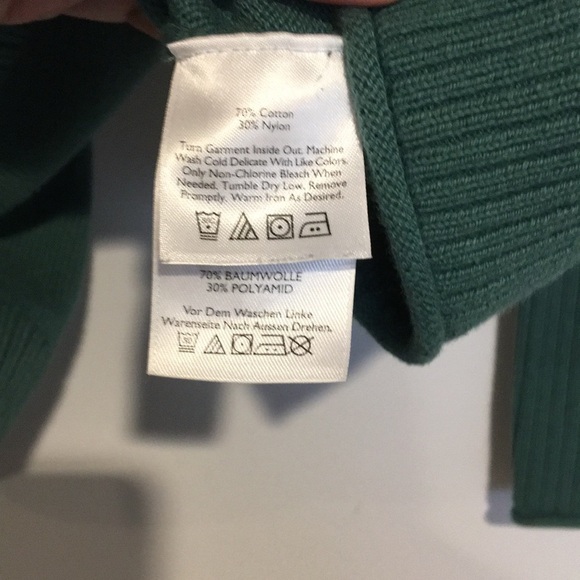 70% Cotton
30% Nylon
Turn Garment Inside Out. Machine
Wash Cold Delicate With Like Colors.
Only Non-Chlorine Bleach When
Needed. Tumble Dry Low. Remove
Promptly. Warm Iron As Desired.
70% BAUMWOLLE
30% POLYAMID
Vor Dem Waschen Linke
Warenseite Nach Aussen Drehen.